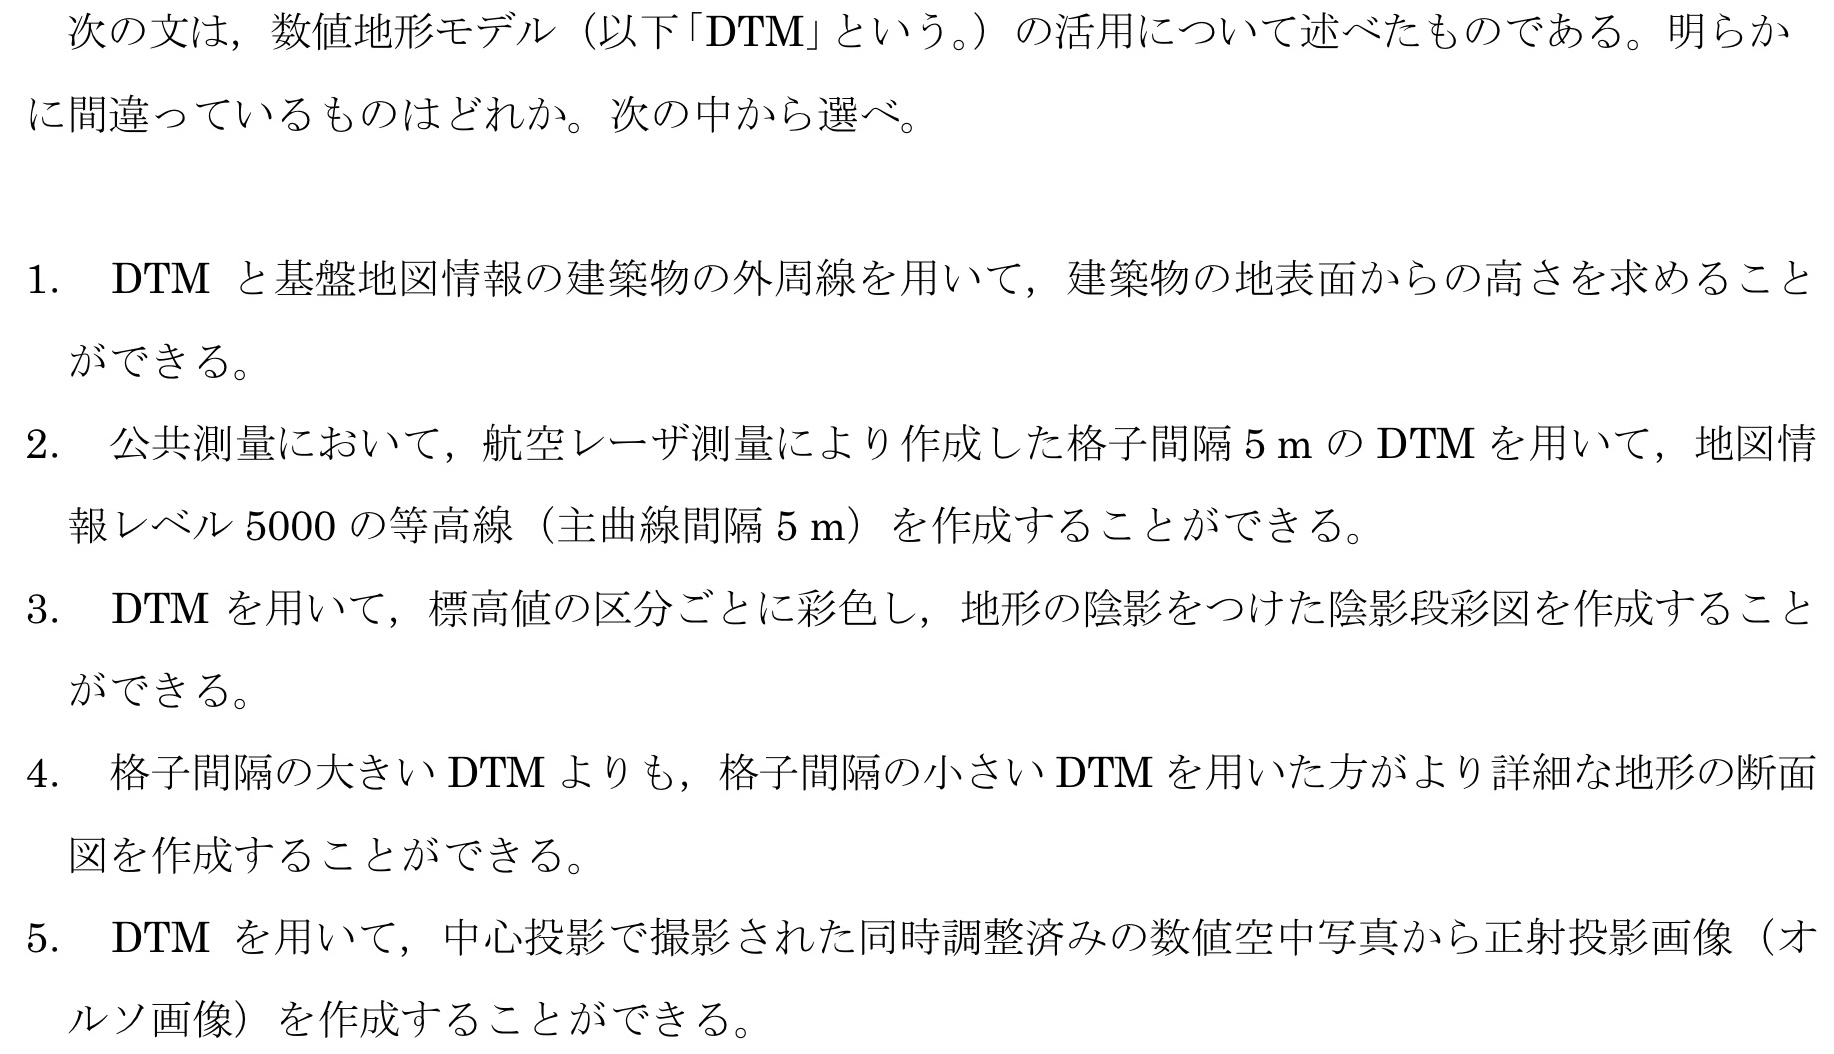 次の文は，数値地形モデル（以下「DTM」という。）の活用について述べたものである。明らか
に間違っているものはどれか。次の中から選べ。
1. DTM と基盤地図情報の建築物の外周線を用いて，建築物の地表面からの高さを求めること
ができる。
2. 公共測量において，航空レーザ測量により作成した格子間隔 5 m の DTM を用いて，地図情
報レベル 5000 の等高線（主曲線間隔 5 m）を作成することができる。
3. DTM を用いて，標高値の区分ごとに彩色し，地形の陰影をつけた陰影段彩図を作成すること
ができる。
4. 格子間隔の大きい DTM よりも，格子間隔の小さい DTM を用いた方がより詳細な地形の断面
図を作成することができる。
5. DTM を用いて，中心投影で撮影された同時調整済みの数値空中写真から正射投影画像（オ
ルソ画像）を作成することができる。